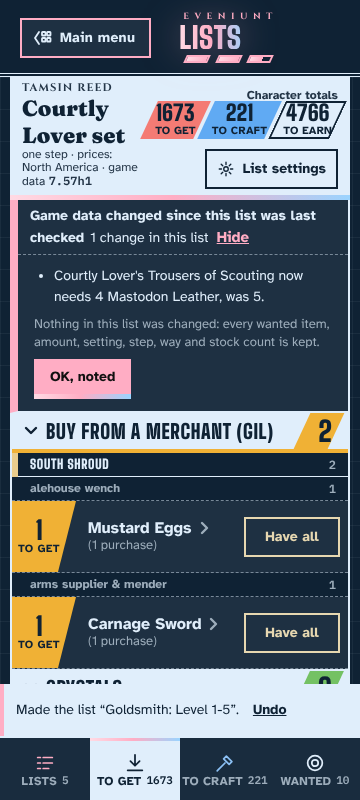 Main menu
EVENIUNT
LISTS
TAMSIN REED
Courtly
Lover set
one step · prices:
North America · game
data 7.57h1
Character totals
1673 221 4766
TO GET TO CRAFT TO EARN
List settings
Game data changed since this list was last
checked 1 change in this list Hide
• Courtly Lover's Trousers of Scouting now
needs 4 Mastodon Leather, was 5.
Nothing in this list was changed: every wanted item,
amount, setting, step, way and stock count is kept.
OK, noted
BUY FROM A MERCHANT (GIL) 2
SOUTH SHROUD 2
alehouse wench 1
1
TO GET
Mustard Eggs
(1 purchase)
Have all
arms supplier & mender 1
1
TO GET
Carnage Sword
(1 purchase)
Have all
Made the list “Goldsmith: Level 1-5”. Undo
LISTS 5 TO GET 1673 TO CRAFT 221 WANTED 10